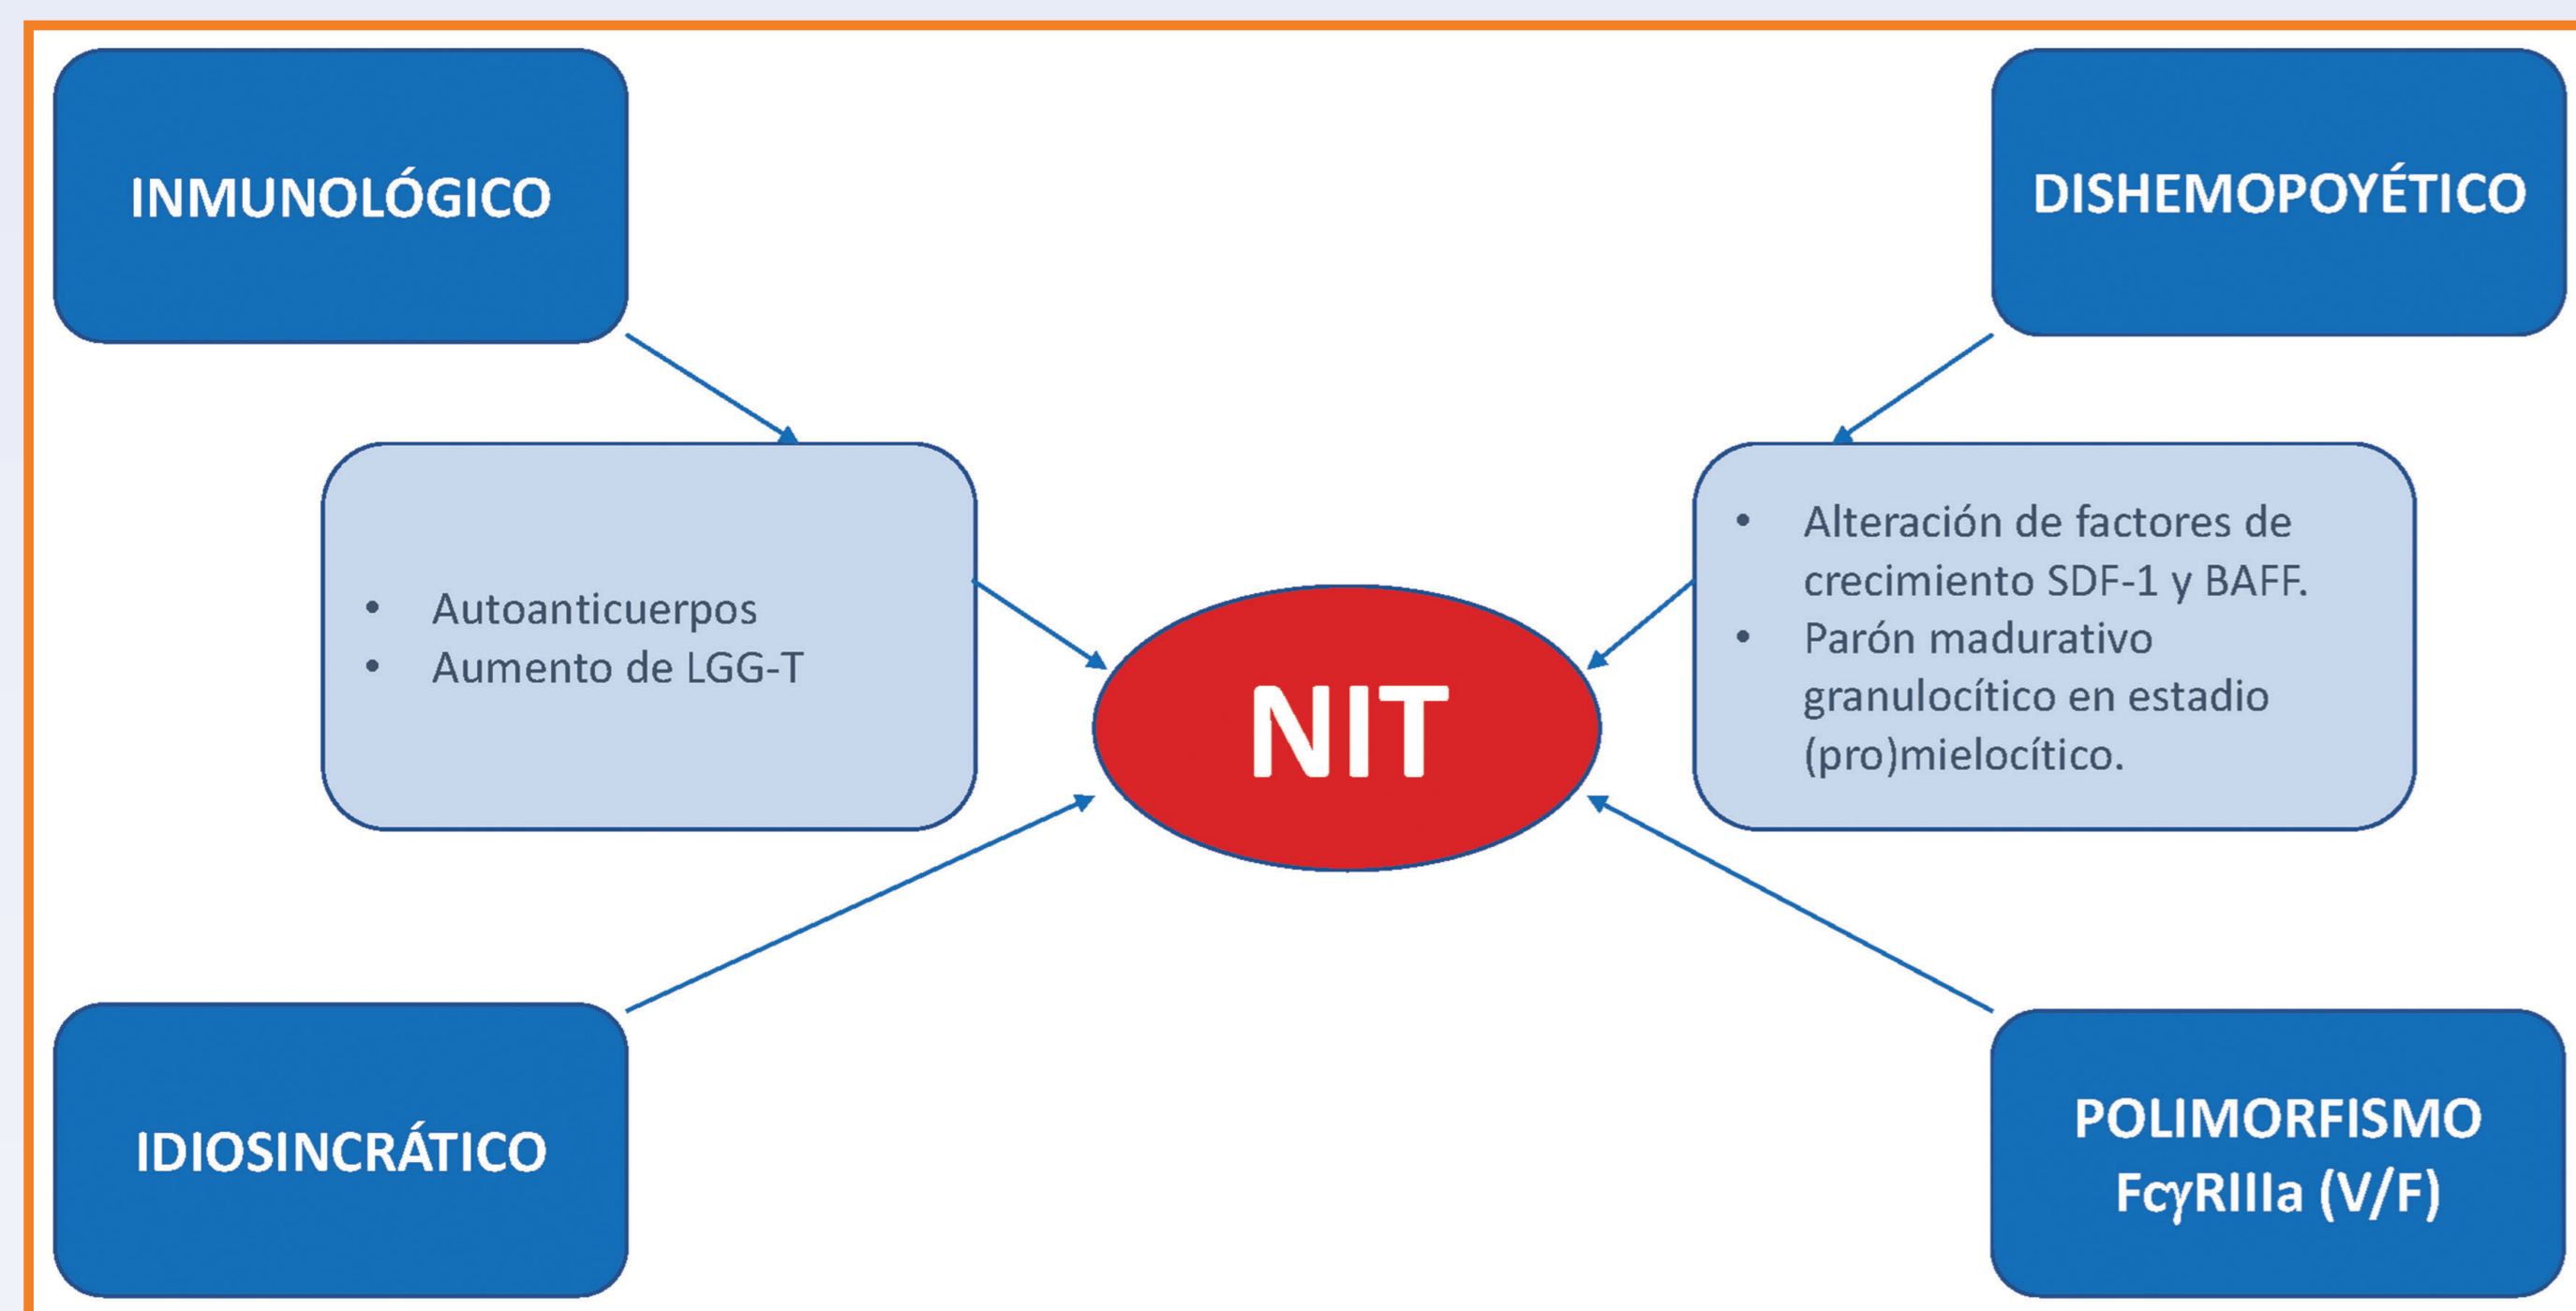 INMUNOLÓGICO
DISHEMOPOYÉTICO
• Autoanticuerpos
• Aumento de LGG-T
• Alteración de factores de
crecimiento SDF-1 y BAFF.
• Parón madurativo
granulocítico en estadio
(pro)mielocítico.
NIT
IDIOSINCRÁTICO
POLIMORFISMO
FcγRIIIa (V/F)